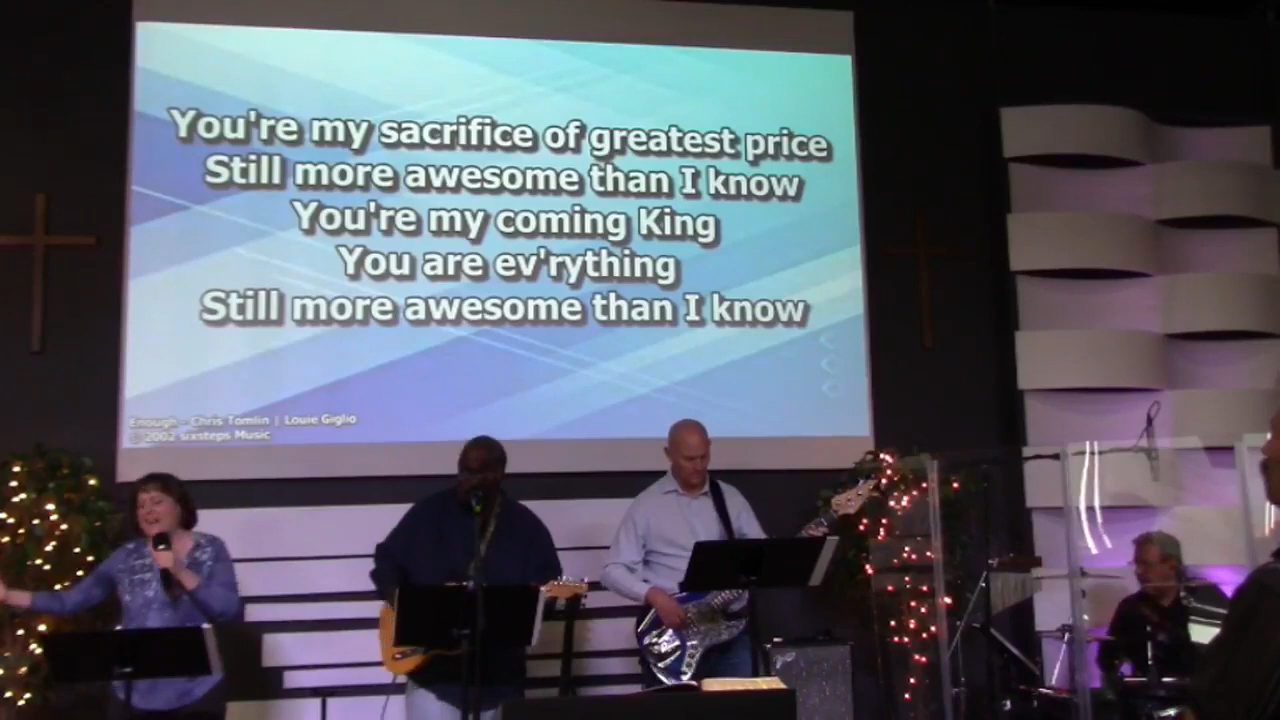 You're my sacrifice of greatest price
Still more awesome than I know
You're my coming King
You are ev'rything
Still more awesome than I know
Enough - Chris Tomlin | Louie Giglio
© 2002 sixsteps Music